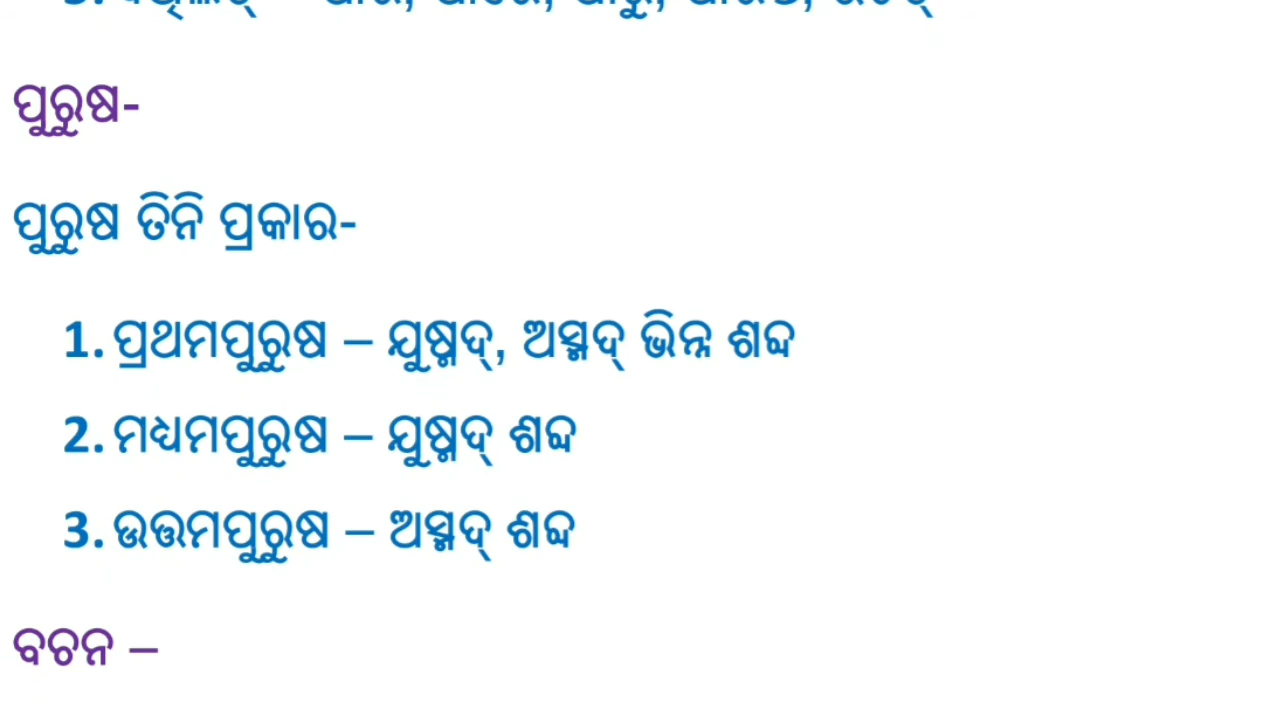 ପୁରୁଷ-
ପୁରୁଷ ତିନି ପ୍ରକାର-
1. ପ୍ରଥମପୁରୁଷ – ଯୁଷ୍ମଦ୍, ଅସ୍ମଦ୍ ଭିନ୍ନ ଶବ୍ଦ
2. ମଧ୍ୟମପୁରୁଷ – ଯୁଷ୍ମଦ୍ ଶବ୍ଦ
3. ଉତ୍ତମପୁରୁଷ – ଅସ୍ମଦ୍ ଶବ୍ଦ
ବଚନ –